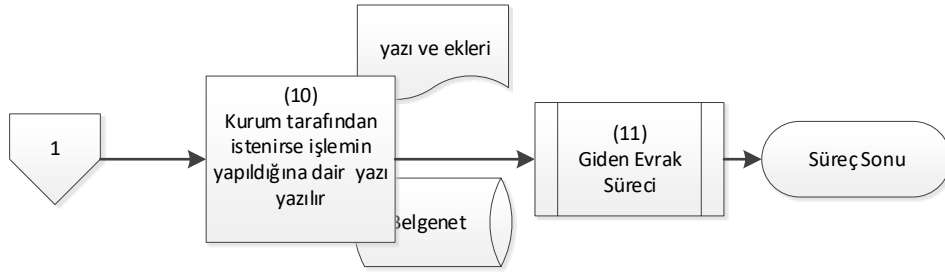 yazı ve ekleri
1
(10)
Kurum tarafından
istenirse işlemin
yapıldığına dair yazı
yazılır
Belgenet
(11)
Giden Evrak
Süreci
Süreç Sonu